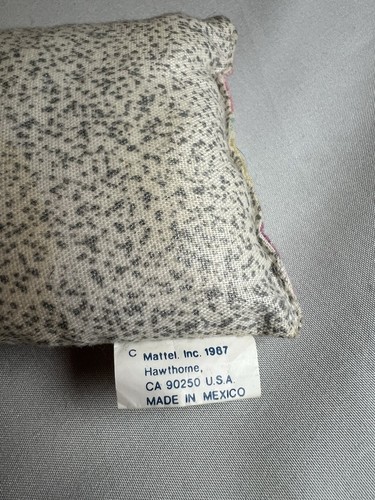 C Mattel. Inc. 1987
Hawthorne,
CA 90250 U.S.A.
MADE IN MEXICO